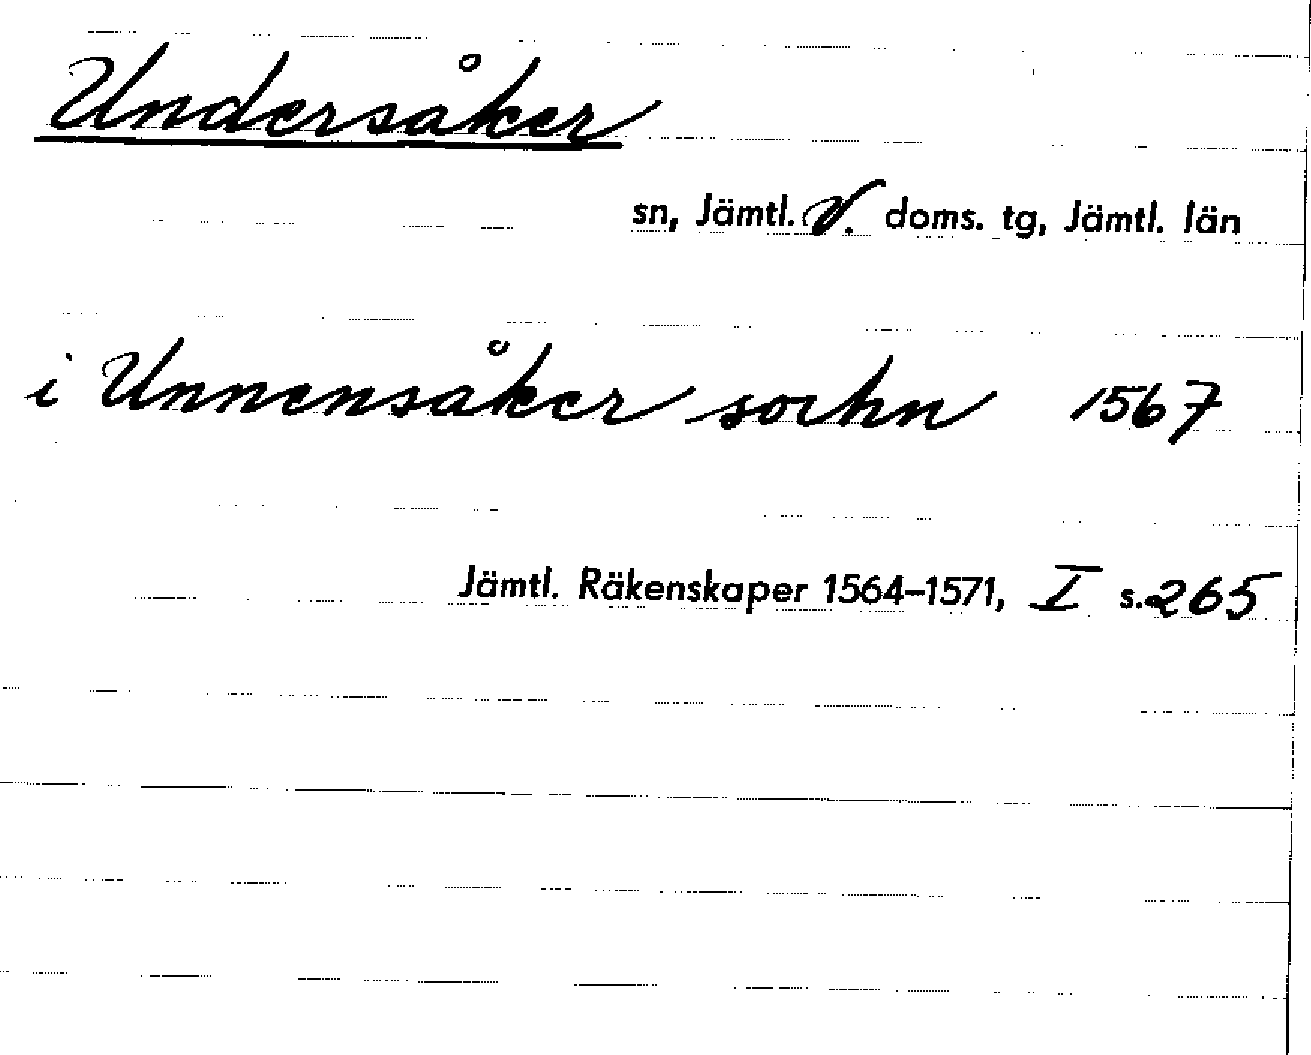 Undersåker
sn, Jämtl. V. doms. tg, Jämtl. län
i Unnensåker sochn 1567
Jämtl. Räkenskaper 1564–1571, I s. 265